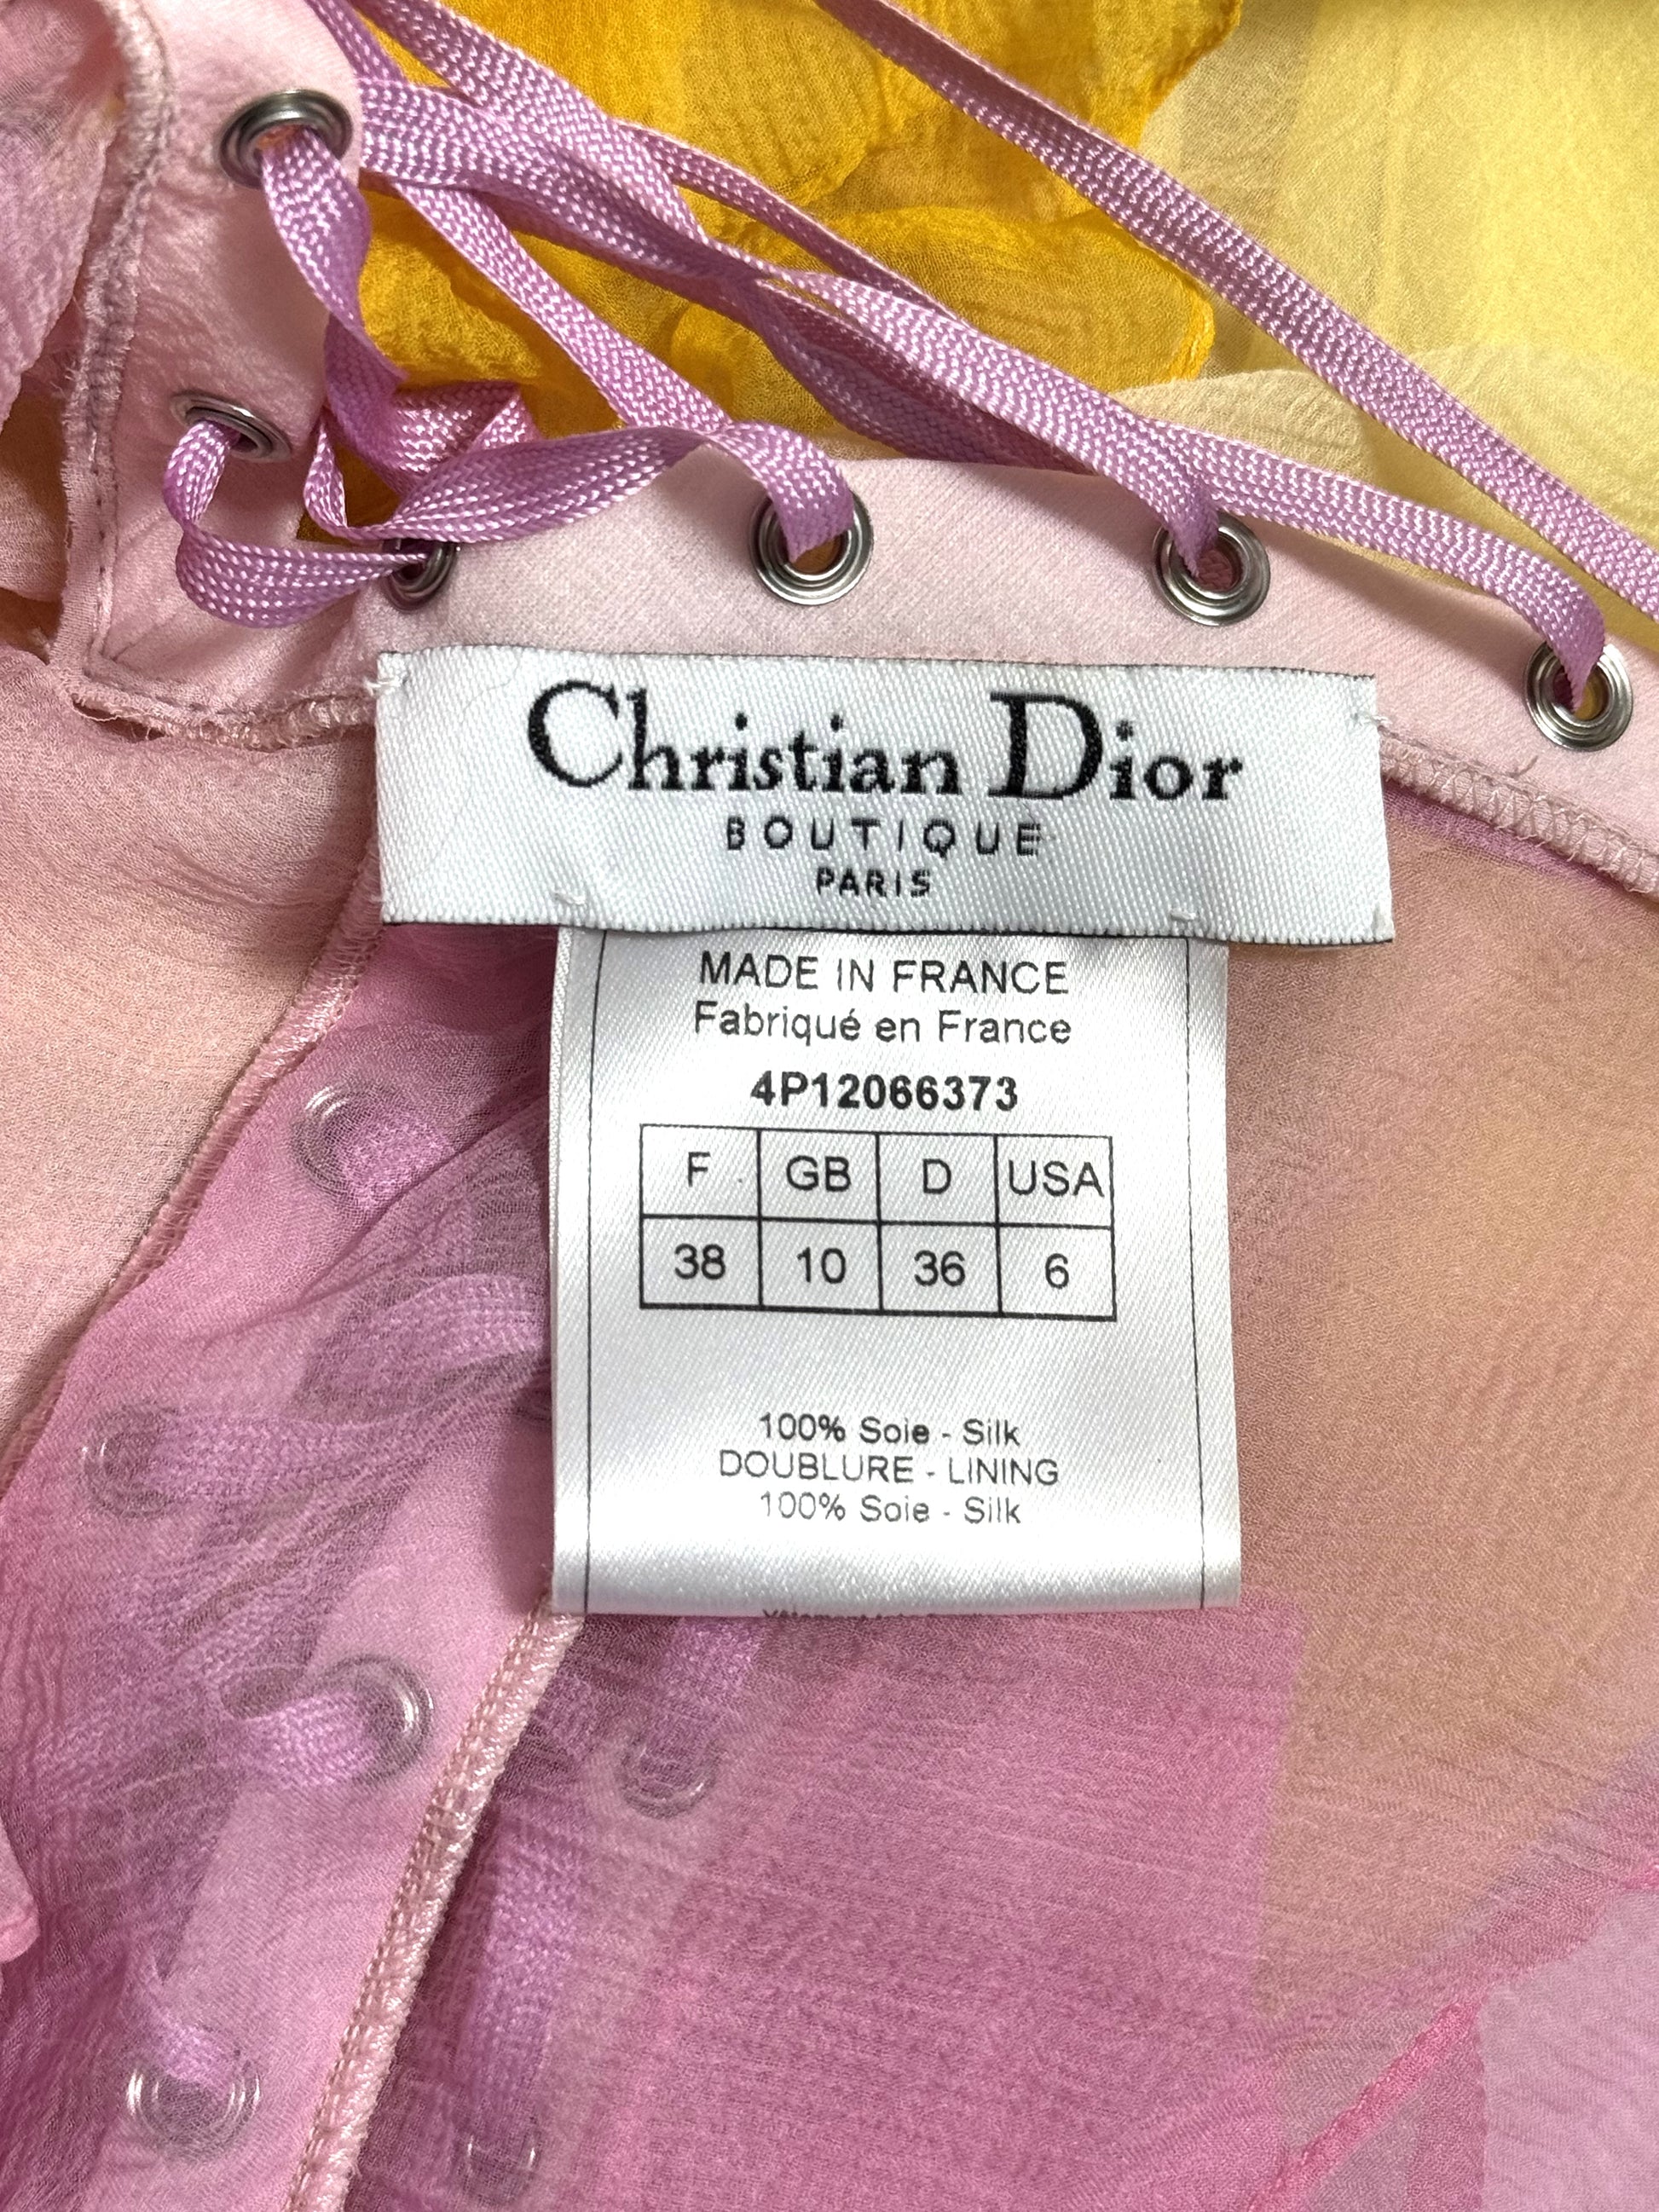 Christian Dior
BOUTIQUE
PARIS
MADE IN FRANCE
Fabriqué en France
4P12066373
F GB D USA
38 10 36 6
100% Soie - Silk
DOUBLURE - LINING
100% Soie - Silk